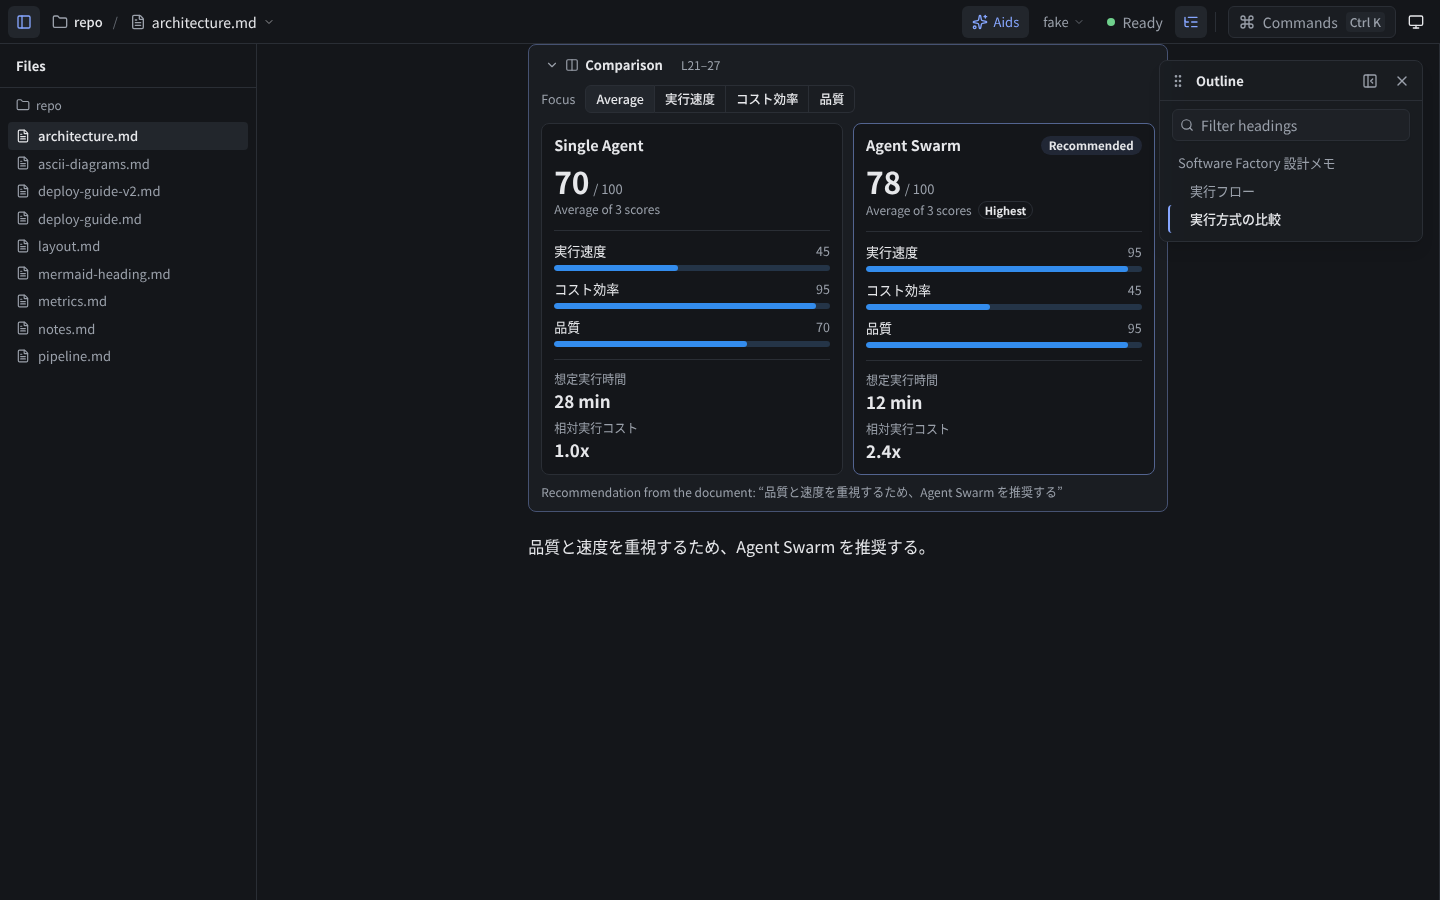 repo / architecture.md
Aids
fake
Ready
Commands
Ctrl K
Files
repo
architecture.md
ascii-diagrams.md
deploy-guide-v2.md
deploy-guide.md
layout.md
mermaid-heading.md
metrics.md
notes.md
pipeline.md
Comparison L21–27
Focus Average 実行速度 コスト効率 品質
Single Agent
70 / 100
Average of 3 scores
実行速度 45
コスト効率 95
品質 70
想定実行時間
28 min
相対実行コスト
1.0x
Agent Swarm Recommended
78 / 100
Average of 3 scores Highest
実行速度 95
コスト効率 45
品質 95
想定実行時間
12 min
相対実行コスト
2.4x
Recommendation from the document: “品質と速度を重視するため、Agent Swarm を推奨する”
品質と速度を重視するため、Agent Swarm を推奨する。
Outline
Filter headings
Software Factory 設計メモ
実行フロー
実行方式の比較